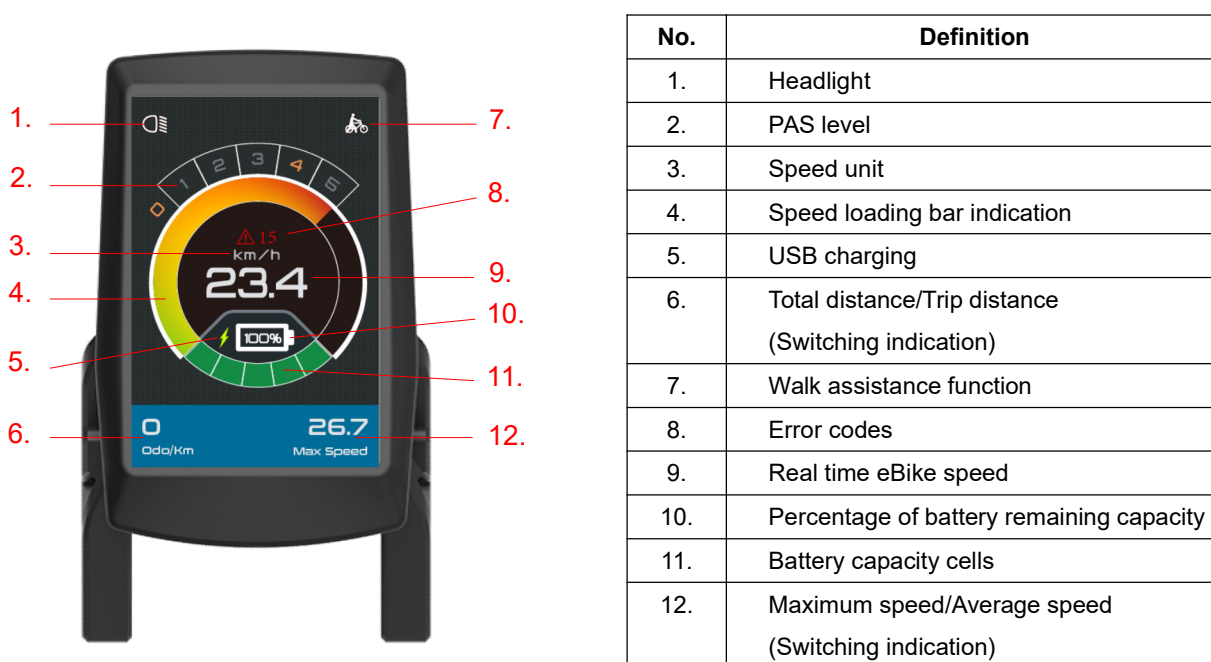 1.
2.
3.
4.
5.
6.
7.
8.
9.
10.
11.
12.
0 1 2 3 4 5
15
km/h
23.4
100%
0 26.7
Odo/Km Max Speed
No. Definition
1. Headlight
2. PAS level
3. Speed unit
4. Speed loading bar indication
5. USB charging
6. Total distance/Trip distance
(Switching indication)
7. Walk assistance function
8. Error codes
9. Real time eBike speed
10. Percentage of battery remaining capacity
11. Battery capacity cells
12. Maximum speed/Average speed
(Switching indication)